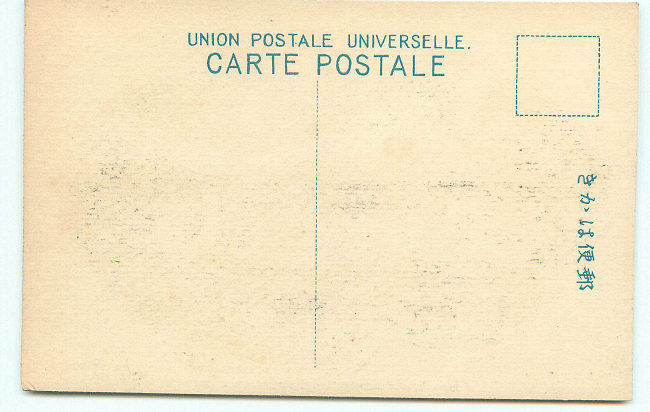 UNION POSTALE UNIVERSELLE.
CARTE POSTALE
郵便はかき